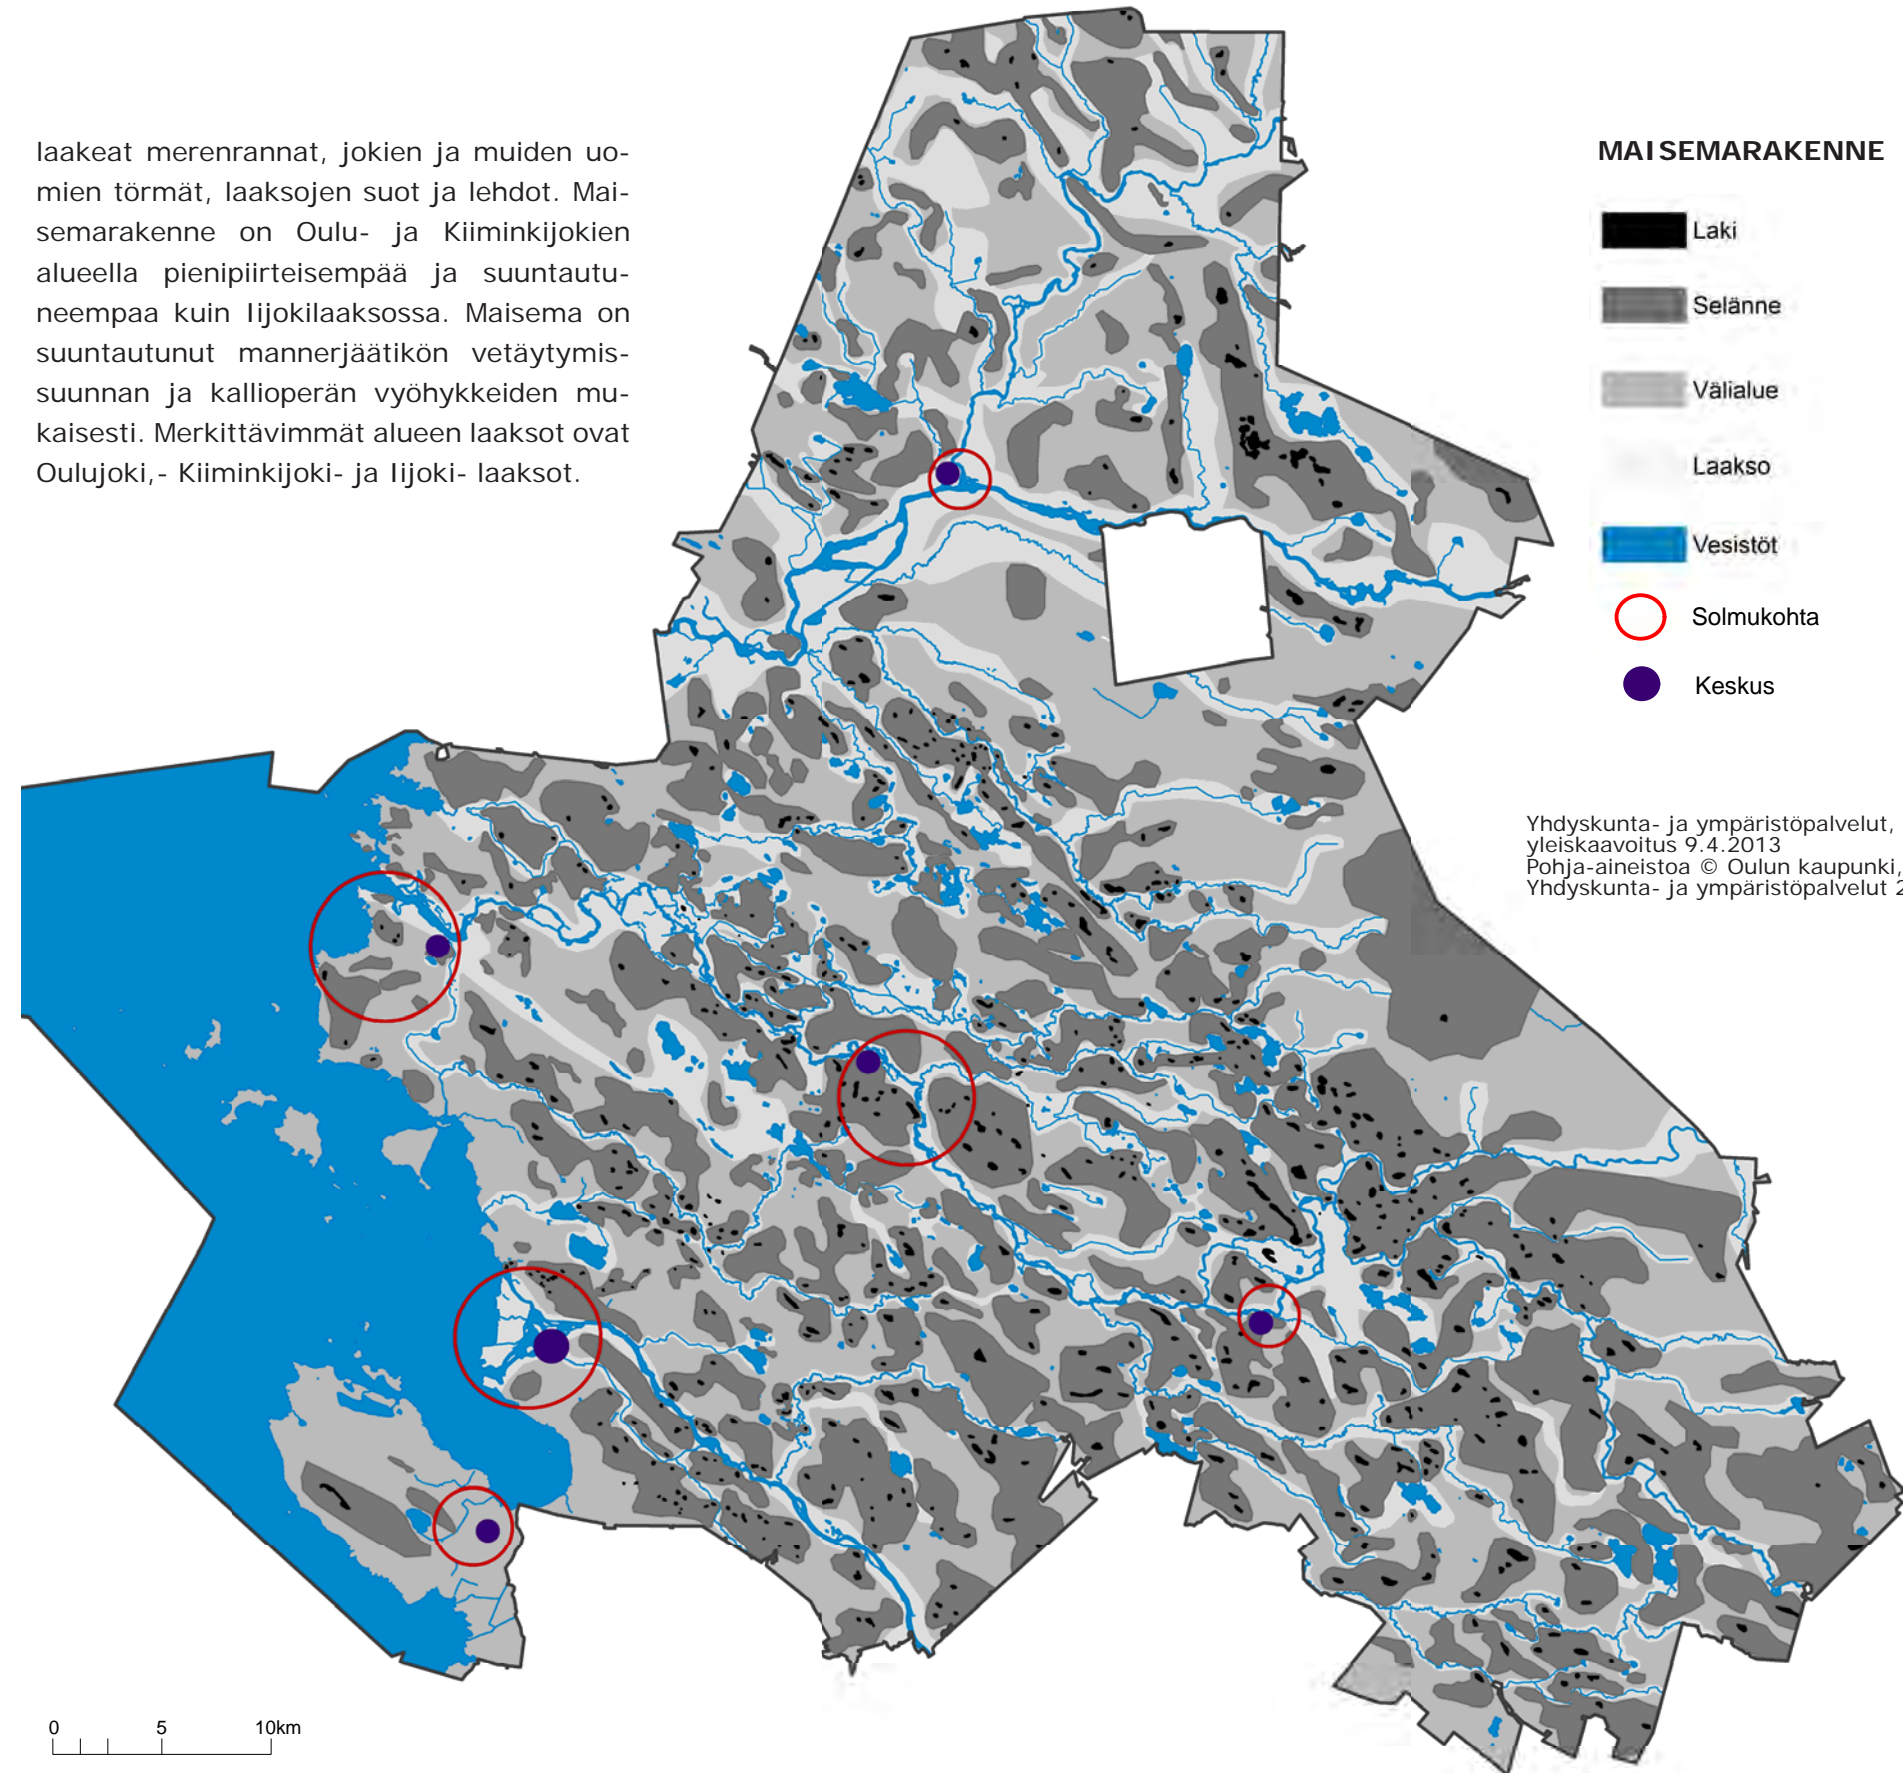 laakeat merenrannat, jokien ja muiden uo-
mien törmät, laaksojen suot ja lehdot. Mai-
semarakenne on Oulu- ja Kiiminkijokien
alueella pienipiirteisempää ja suuntautu-
neempaa kuin Iijokilaaksossa. Maisema on
suuntautunut mannerjäätikön vetäytymis-
suunnan ja kallioperän vyöhykkeiden mu-
kaisesti. Merkittävimmät alueen laaksot ovat
Oulujoki,- Kiiminkijoki- ja Iijoki- laaksot.
MAISEMARAKENNE
Laki
Selänne
Välialue
Laakso
Vesistöt
Solmukohta
Keskus
Yhdyskunta- ja ympäristöpalvelut,
yleiskaavoitus 9.4.2013
Pohja-aineistoa © Oulun kaupunki,
Yhdyskunta- ja ympäristöpalvelut 2
0 5 10km